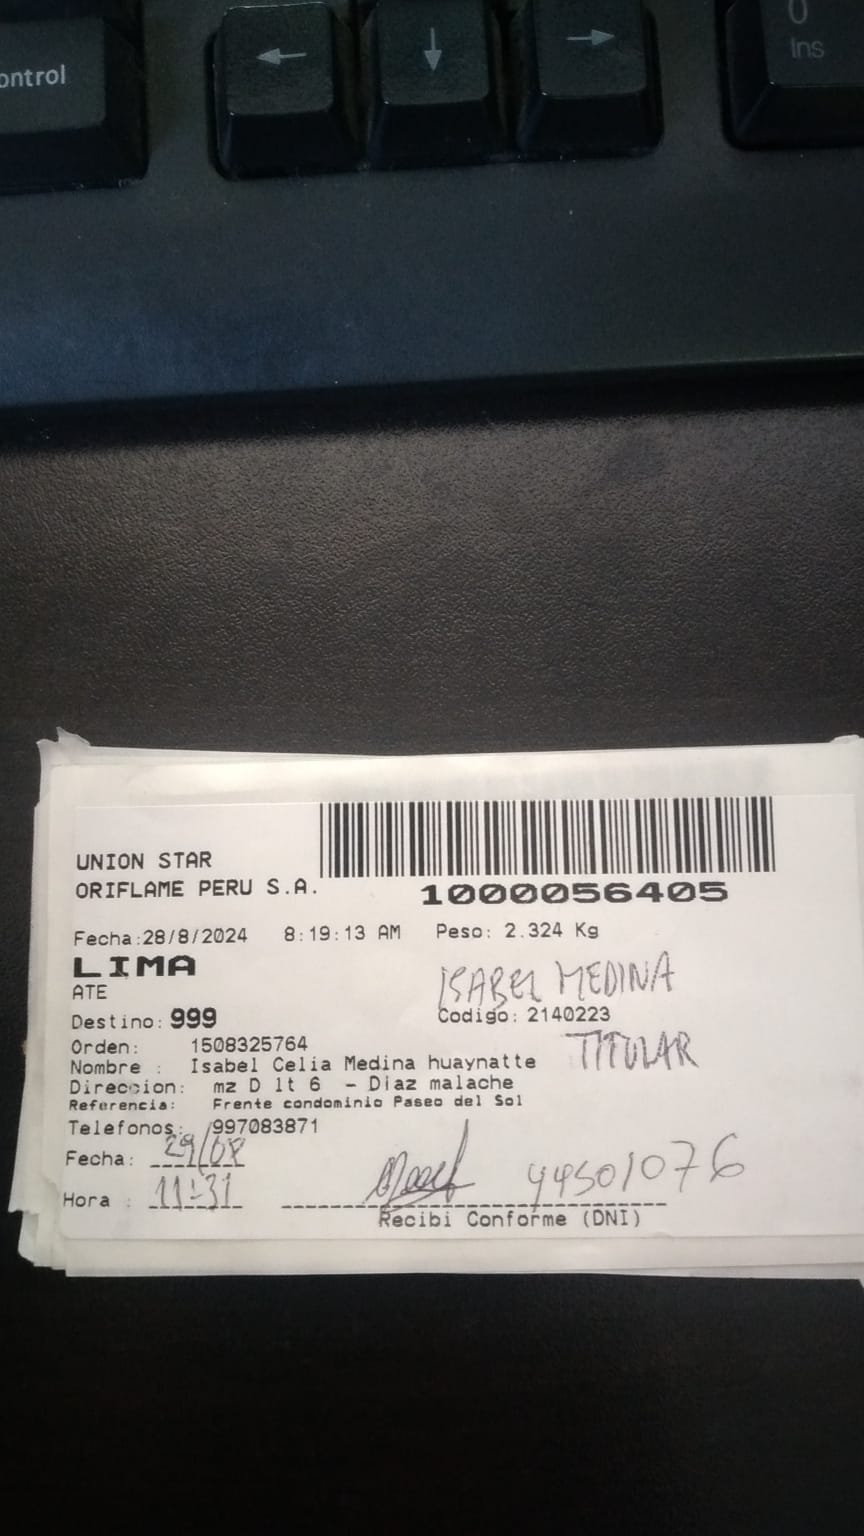 ontrol
←
↓
→
0
Ins
UNION STAR
ORIFLAME PERU S.A.
1000056405
Fecha:28/8/2024 8:19:13 AM Peso: 2.324 Kg
LIMA
ISABEL MEDINA
ATE
Destino: 999 Codigo: 2140223
Orden: 1508325764
TITULAR
Nombre : Isabel Celia Medina huaynatte
Direccion: mz D lt 6 - Diaz malache
Referencia: Frente condominio Paseo del Sol
Telefonos: 997083871
Fecha: 29/08
44501076
Hora : 11:31
Recibi Conforme (DNI)